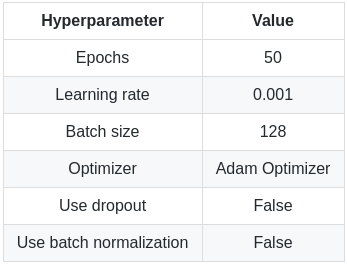 Hyperparameter Value
Epochs 50
Learning rate 0.001
Batch size 128
Optimizer Adam Optimizer
Use dropout False
Use batch normalization False